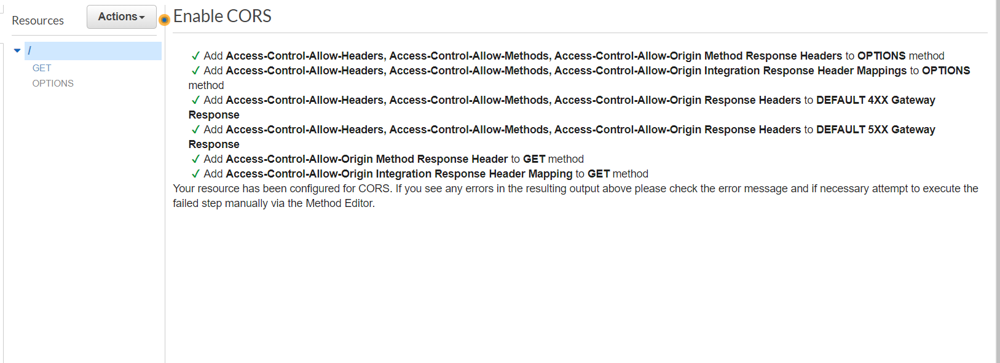 Resources
Actions
/
GET
OPTIONS
Enable CORS
✓ Add Access-Control-Allow-Headers, Access-Control-Allow-Methods, Access-Control-Allow-Origin Method Response Headers to OPTIONS method
✓ Add Access-Control-Allow-Headers, Access-Control-Allow-Methods, Access-Control-Allow-Origin Integration Response Header Mappings to OPTIONS
method
✓ Add Access-Control-Allow-Headers, Access-Control-Allow-Methods, Access-Control-Allow-Origin Response Headers to DEFAULT 4XX Gateway
Response
✓ Add Access-Control-Allow-Headers, Access-Control-Allow-Methods, Access-Control-Allow-Origin Response Headers to DEFAULT 5XX Gateway
Response
✓ Add Access-Control-Allow-Origin Method Response Header to GET method
✓ Add Access-Control-Allow-Origin Integration Response Header Mapping to GET method
Your resource has been configured for CORS. If you see any errors in the resulting output above please check the error message and if necessary attempt to execute the
failed step manually via the Method Editor.